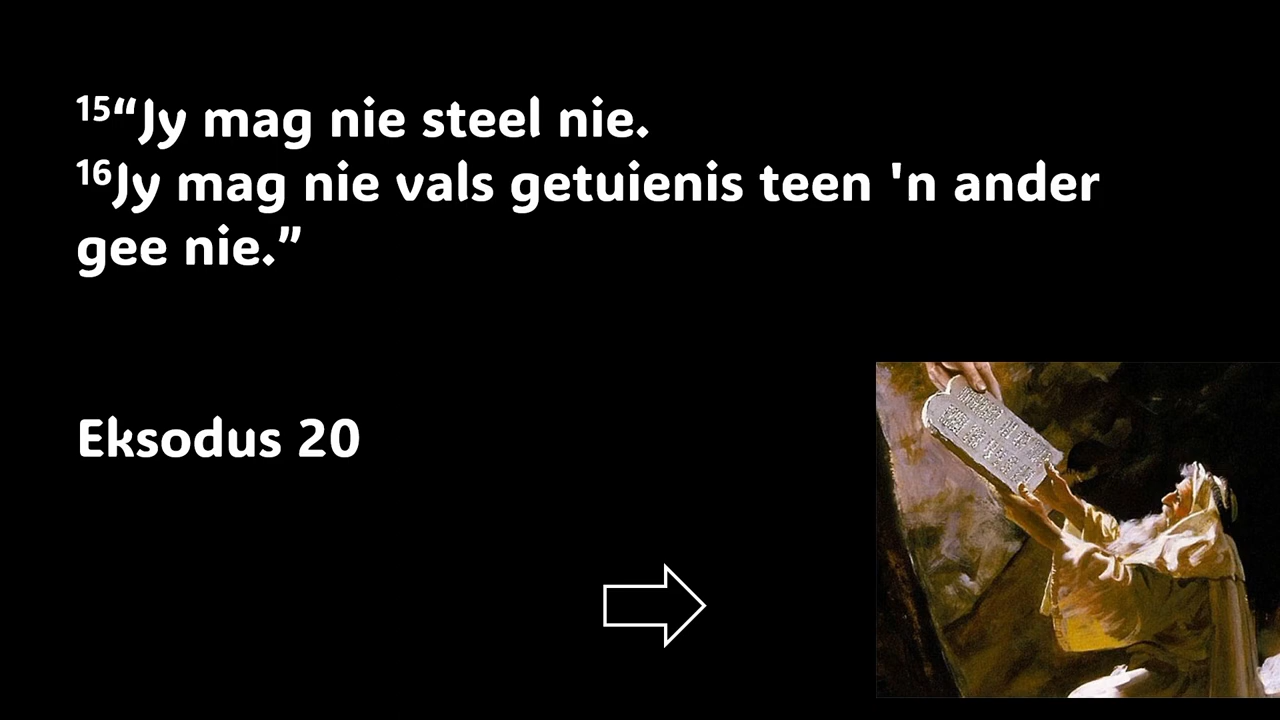 ¹⁵“Jy mag nie steel nie.
¹⁶Jy mag nie vals getuienis teen 'n ander
gee nie.”
Eksodus 20